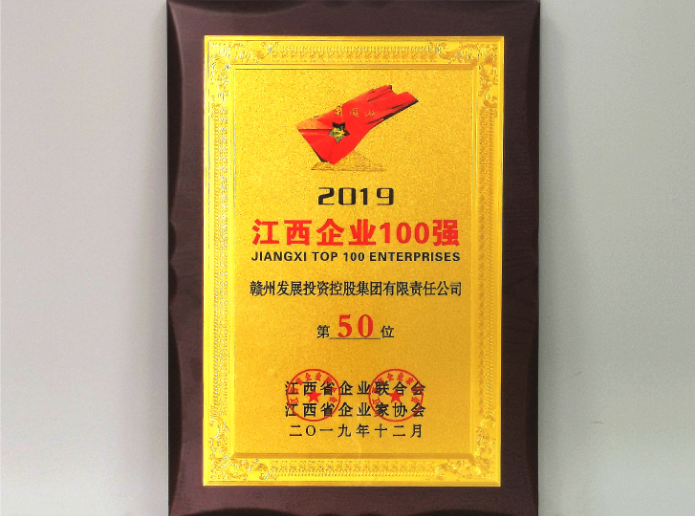 2019
江西企业100强
JIANGXI TOP 100 ENTERPRISES
赣州发展投资控股集团有限责任公司
第50位
江西省企业联合会
江西省企业家协会
二〇一九年十二月